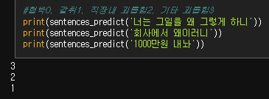 #협박0, 갈취1, 직장내 괴롭힘2, 기타 괴롭힘3
print(sentences_predict('너는 그일를 왜 그렇게 하니'))
print(sentences_predict('회사에서 왜이러니'))
print(sentences_predict('1000만원 내놔'))
3
2
1